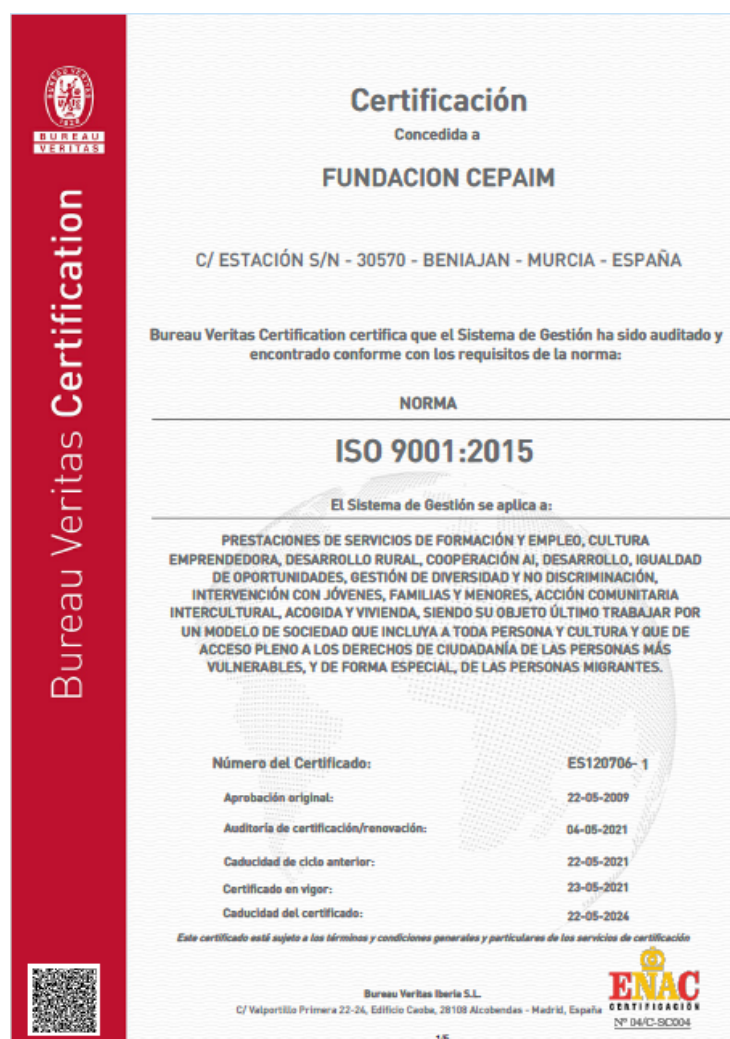 BUREAU
VERITAS
Bureau Veritas Certification
Certificación
Concedida a
FUNDACION CEPAIM
C/ ESTACIÓN S/N - 30570 - BENIAJAN - MURCIA - ESPAÑA
Bureau Veritas Certification certifica que el Sistema de Gestión ha sido auditado y
encontrado conforme con los requisitos de la norma:
NORMA
ISO 9001:2015
El Sistema de Gestión se aplica a:
PRESTACIONES DE SERVICIOS DE FORMACIÓN Y EMPLEO, CULTURA
EMPRENDEDORA, DESARROLLO RURAL, COOPERACIÓN AI, DESARROLLO, IGUALDAD
DE OPORTUNIDADES, GESTIÓN DE DIVERSIDAD Y NO DISCRIMINACIÓN,
INTERVENCIÓN CON JÓVENES, FAMILIAS Y MENORES, ACCIÓN COMUNITARIA
INTERCULTURAL, ACOGIDA Y VIVIENDA, SIENDO SU OBJETO ÚLTIMO TRABAJAR POR
UN MODELO DE SOCIEDAD QUE INCLUYA A TODA PERSONA Y CULTURA Y QUE DE
ACCESO PLENO A LOS DERECHOS DE CIUDADANÍA DE LAS PERSONAS MÁS
VULNERABLES, Y DE FORMA ESPECIAL, DE LAS PERSONAS MIGRANTES.
Número del Certificado: ES120706- 1
Aprobación original: 22-05-2009
Auditoría de certificación/renovación: 04-05-2021
Caducidad de ciclo anterior: 22-05-2021
Certificado en vigor: 23-05-2021
Caducidad del certificado: 22-05-2024
Este certificado está sujeto a los términos y condiciones generales y particulares de los servicios de certificación
Bureau Veritas Iberia S.L.
C/ Valportillo Primera 22-24, Edificio Caoba, 28108 Alcobendas - Madrid, España
ENAC
CERTIFICACIÓN
Nº 04/C-SC004